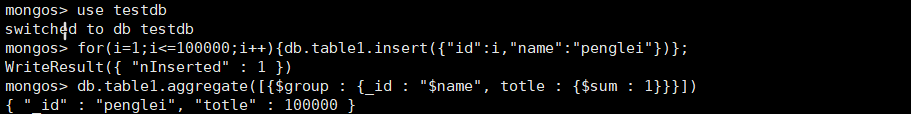 mongos> use testdb
switched to db testdb
mongos> for(i=1;i<=100000;i++){db.table1.insert({"id":i,"name":"penglei"})};
WriteResult({ "nInserted" : 1 })
mongos> db.table1.aggregate([{$group : {_id : "$name", totle : {$sum : 1}}}])
{ "_id" : "penglei", "totle" : 100000 }